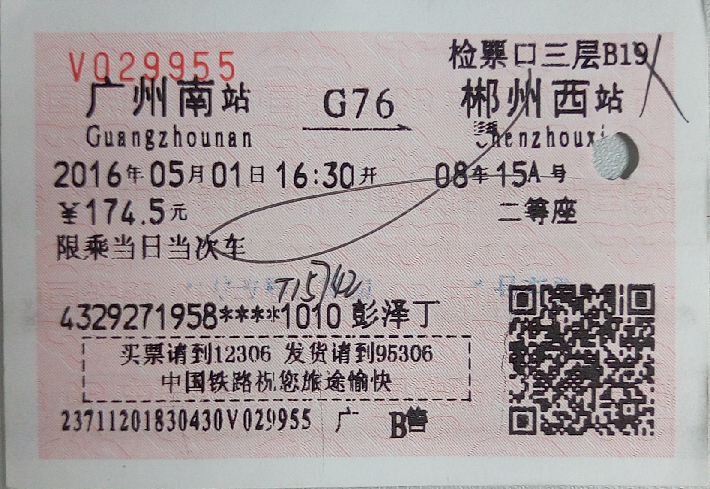 V029955 检票口三层B19
广州南站 G76 郴州西站
Guangzhounan Chenzhouxi
2016年05月01日16:30开 08车15A号
￥174.5元 二等座
限乘当日当次车
T15742
4329271958****1010 彭泽丁
买票请到12306 发货请到95306
中国铁路祝您旅途愉快
23711201830430V029955 广 B售